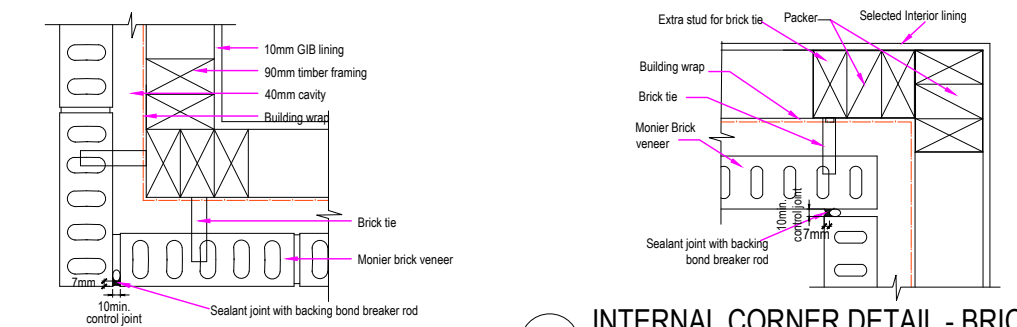 10mm GIB lining
90mm timber framing
40mm cavity
Building wrap
Brick tie
Monier brick veneer
7mm
10min.
control joint
Sealant joint with backing bond breaker rod
Extra stud for brick tie
Packer
Selected Interior lining
Building wrap
Brick tie
Monier Brick
veneer
10min.
control joint
7mm
Sealant joint with backing
bond breaker rod
INTERNAL CORNER DETAIL - BRIC